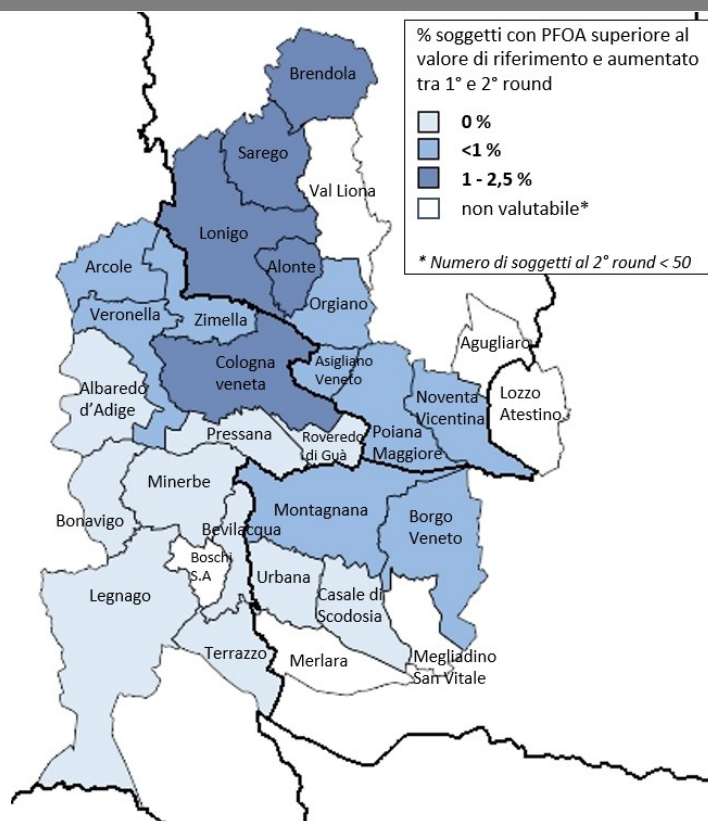 % soggetti con PFOA superiore al
valore di riferimento e aumentato
tra 1° e 2° round
0 %
<1 %
1 - 2,5 %
non valutabile*
* Numero di soggetti al 2° round < 50
Brendola
Sarego
Val Liona
Lonigo
Alonte
Arcole
Orgiano
Veronella
Zimella
Agugliaro
Cologna
veneta
Asigliano
Veneto
Albaredo
d'Adige
Noventa
Vicentina
Lozzo
Atestino
Pressana
Roveredo
di Guà
Poiana
Maggiore
Minerbe
Bonavigo
Bevilacqua
Montagnana
Borgo
Veneto
Boschi
S.A
Legnago
Urbana
Casale di
Scodosia
Terrazzo
Merlara
Megliadino
San Vitale